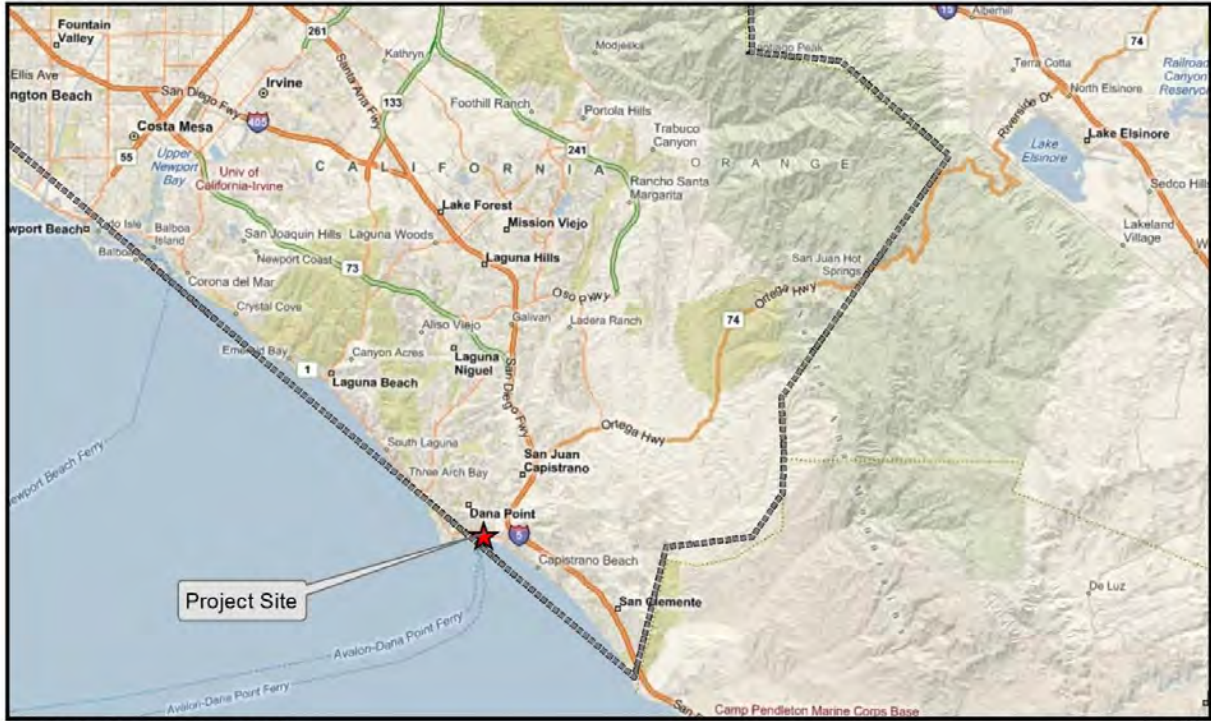 Fountain
Valley
Ellis Ave
ngton Beach
Costa Mesa
55
San Diego Fwy
Irvine
405
261
Santa Ana Fwy
Kathryn
133
Upper
Newport
Bay
Univ of
California-Irvine
CALIFORNIA
Foothill Ranch
Modjeska
Portola Hills
Santiago Peak
241
Trabuco
Canyon
ORANGE
Rancho Santa
Margarita
15
Alberhill
74
Terra Cotta
Railroad
Canyon
Reservoir
North Elsinore
Riverside Dr
Lake Elsinore
Lake
Elsinore
Sedco Hills
Lakeland
Village
wport Beach
Balboa
Island
San Joaquin Hills
Laguna Woods
Lake Forest
Mission Viejo
Newport Coast
73
Laguna Hills
Corona del Mar
Crystal Cove
Oso Pkwy
San Juan Hot
Springs
Ortega Hwy
74
Aliso Viejo
Galivan
Ladera Ranch
Emerald Bay
Canyon Acres
1
Laguna
Niguel
Laguna Beach
San Diego Fwy
South Laguna
Ortega Hwy
Three Arch Bay
San Juan
Capistrano
Dana Point
5
Capistrano Beach
San Clemente
De Luz
ewport Beach Ferry
Project Site
Avalon-Dana Point Ferry
Avalon-Dana Point Ferry
Camp Pendleton Marine Corps Base